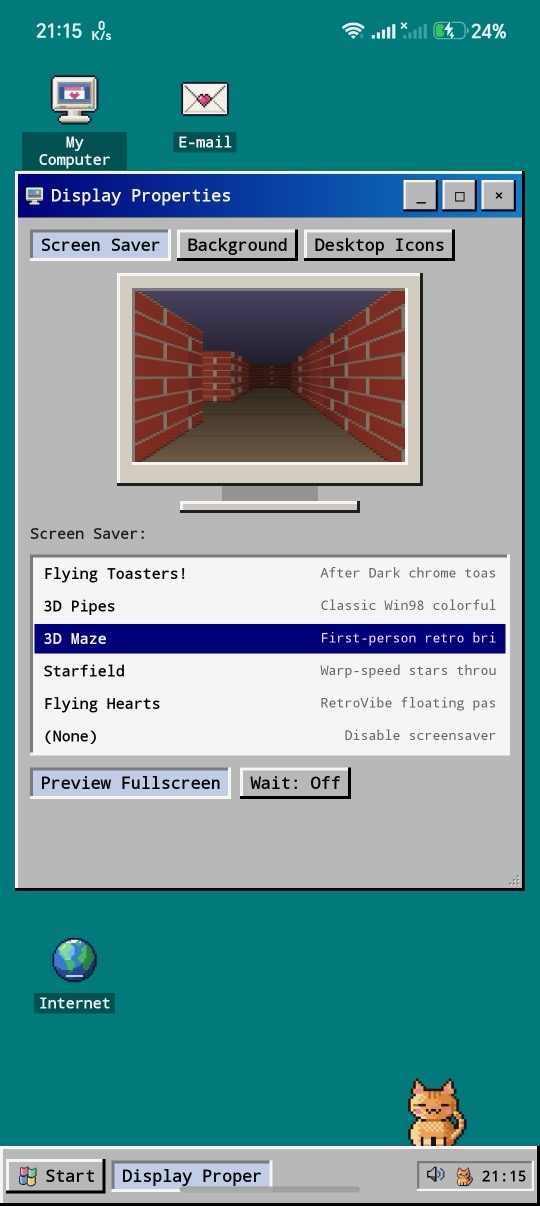 21:15 0 K/s 24%
My
Computer
E-mail
Display Properties
Screen Saver Background Desktop Icons
Screen Saver:
Flying Toasters! After Dark chrome toas
3D Pipes Classic Win98 colorful
3D Maze First-person retro bri
Starfield Warp-speed stars throu
Flying Hearts RetroVibe floating pas
(None) Disable screensaver
Preview Fullscreen Wait: Off
Internet
Start Display Proper 21:15